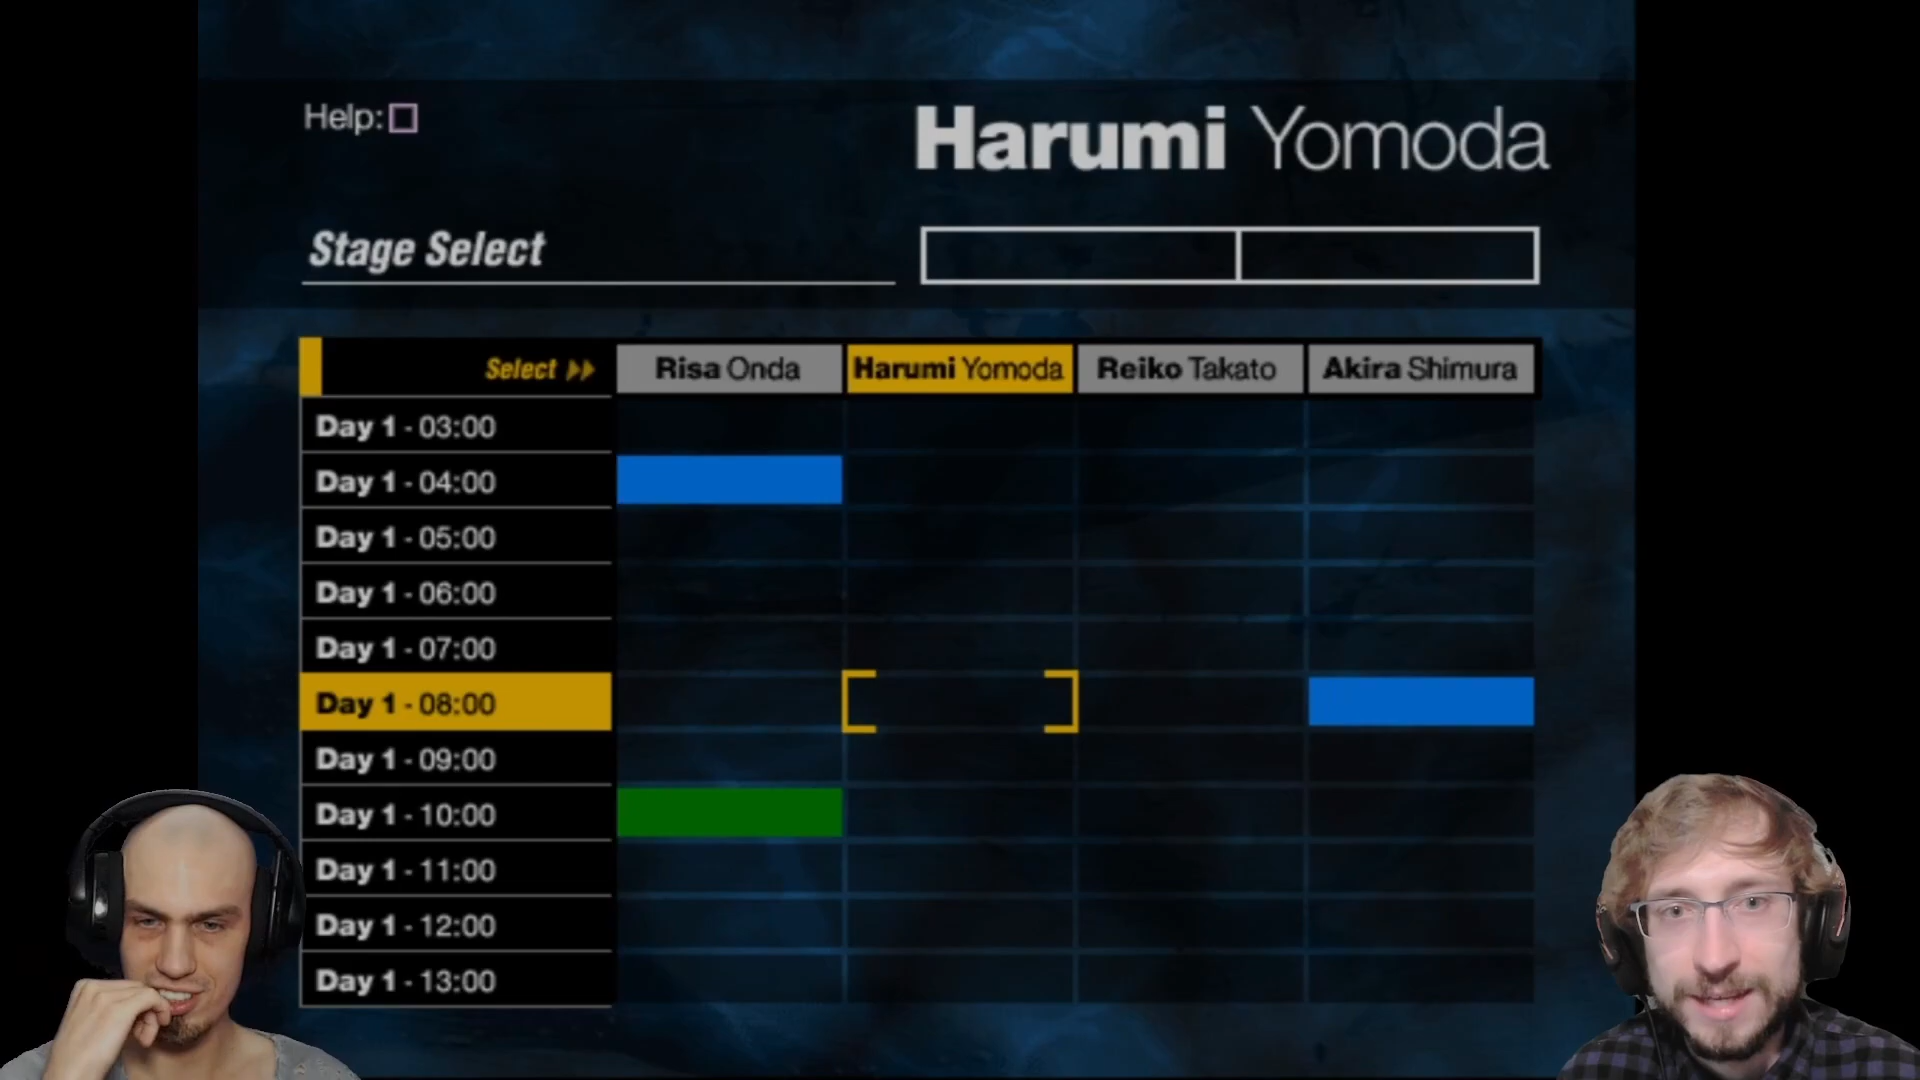 Help:
Harumi Yomoda
Stage Select
Select
Risa Onda
Harumi Yomoda
Reiko Takato
Akira Shimura
Day 1 - 03:00
Day 1 - 04:00
Day 1 - 05:00
Day 1 - 06:00
Day 1 - 07:00
Day 1 - 08:00
Day 1 - 09:00
Day 1 - 10:00
Day 1 - 11:00
Day 1 - 12:00
Day 1 - 13:00